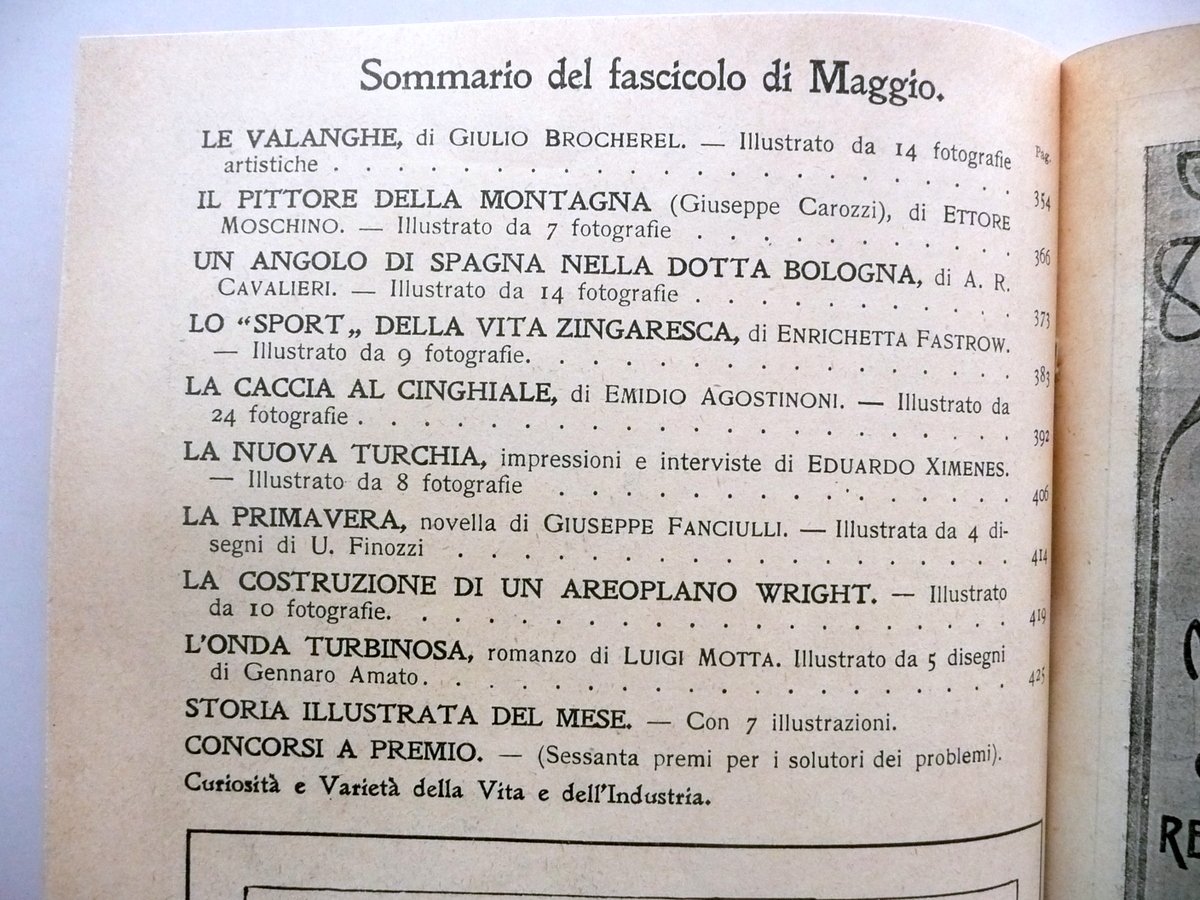 Sommario del fascicolo di Maggio.
Pag.
LE VALANGHE, di GIULIO BROCHEREL. — Illustrato da 14 fotografie
artistiche . . . . . . . . . . . . . . . . . . 354
IL PITTORE DELLA MONTAGNA (Giuseppe Carozzi), di ETTORE
MOSCHINO. — Illustrato da 7 fotografie . . . . . . . . . 366
UN ANGOLO DI SPAGNA NELLA DOTTA BOLOGNA, di A. R.
CAVALIERI. — Illustrato da 14 fotografie . . . . . . . . . 373
LO “SPORT„ DELLA VITA ZINGARESCA, di ENRICHETTA FASTROW.
— Illustrato da 9 fotografie. . . . . . . . . . . . . 383
LA CACCIA AL CINGHIALE, di EMIDIO AGOSTINONI. — Illustrato da
24 fotografie . . . . . . . . . . . . . . . . . 392
LA NUOVA TURCHIA, impressioni e interviste di EDUARDO XIMENES.
— Illustrato da 8 fotografie . . . . . . . . . . . . 406
LA PRIMAVERA, novella di GIUSEPPE FANCIULLI. — Illustrata da 4 di-
segni di U. Finozzi . . . . . . . . . . . . . . 414
LA COSTRUZIONE DI UN AREOPLANO WRIGHT. — Illustrato
da 10 fotografie. . . . . . . . . . . . . . . . 419
L'ONDA TURBINOSA, romanzo di LUIGI MOTTA. Illustrato da 5 disegni
di Gennaro Amato. . . . . . . . . . . . . . . 425
STORIA ILLUSTRATA DEL MESE. — Con 7 illustrazioni.
CONCORSI A PREMIO. — (Sessanta premi per i solutori dei problemi).
Curiosità e Varietà della Vita e dell'Industria.